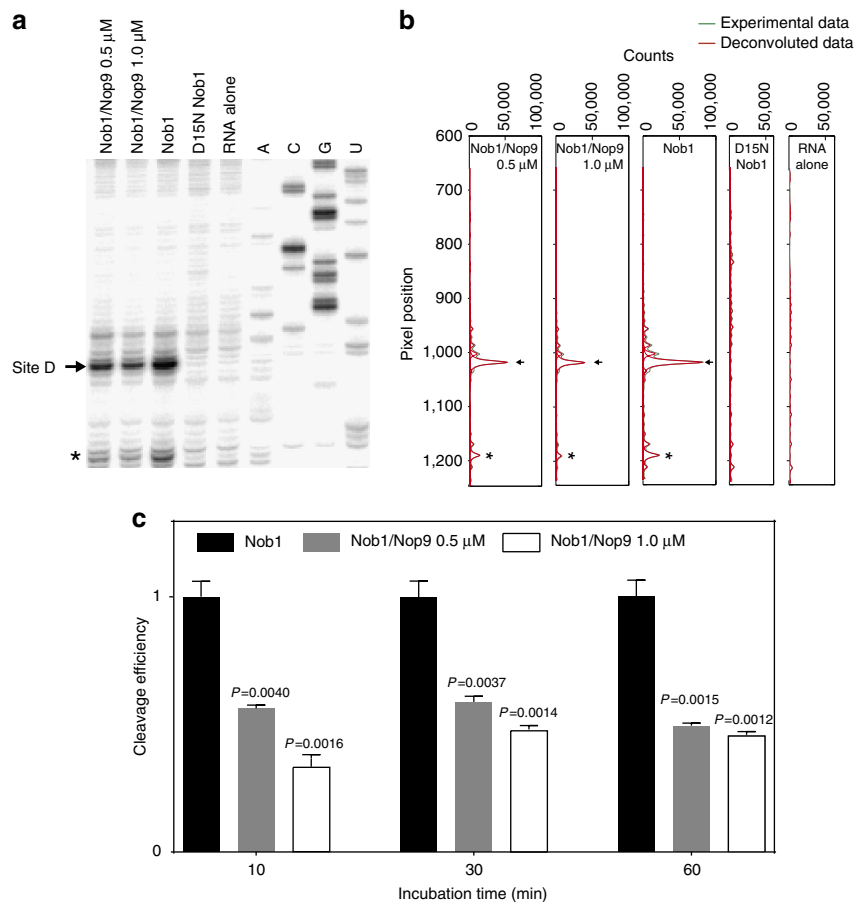 a
Nob1/Nop9 0.5 μM
Nob1/Nop9 1.0 μM
Nob1
D15N Nob1
RNA alone
A
C
G
U
Site D
*
b
Experimental data
Deconvoluted data
Counts
0
50,000
100,000
0
50,000
100,000
0
50,000
100,000
0
50,000
0
50,000
Pixel position
600
700
800
900
1,000
1,100
1,200
Nob1/Nop9
0.5 μM
Nob1/Nop9
1.0 μM
Nob1
D15N
Nob1
RNA
alone
*
*
*
c
Nob1
Nob1/Nop9 0.5 μM
Nob1/Nop9 1.0 μM
Cleavage efficiency
1
0
P=0.0040
P=0.0016
P=0.0037
P=0.0014
P=0.0015
P=0.0012
10
30
60
Incubation time (min)